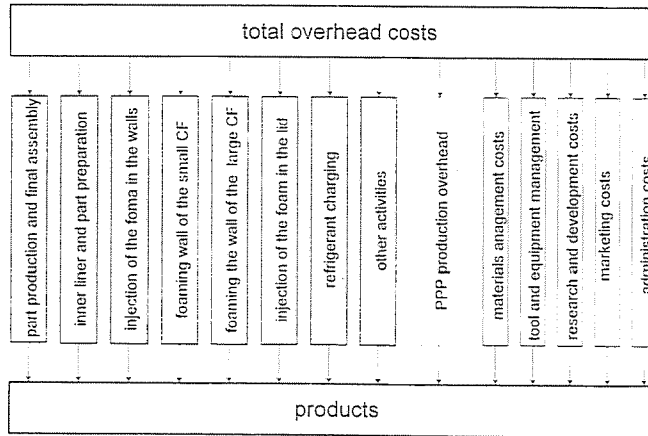 total overhead costs
part production and final assembly
inner liner and part preparation
injection of the foma in the walls
foaming wall of the small CF
foaming the wall of the large CF
injection of the foam in the lid
refrigerant charging
other activities
PPP production overhead
materials anagement costs
tool and equipment management
research and development costs
marketing costs
administration costs
products